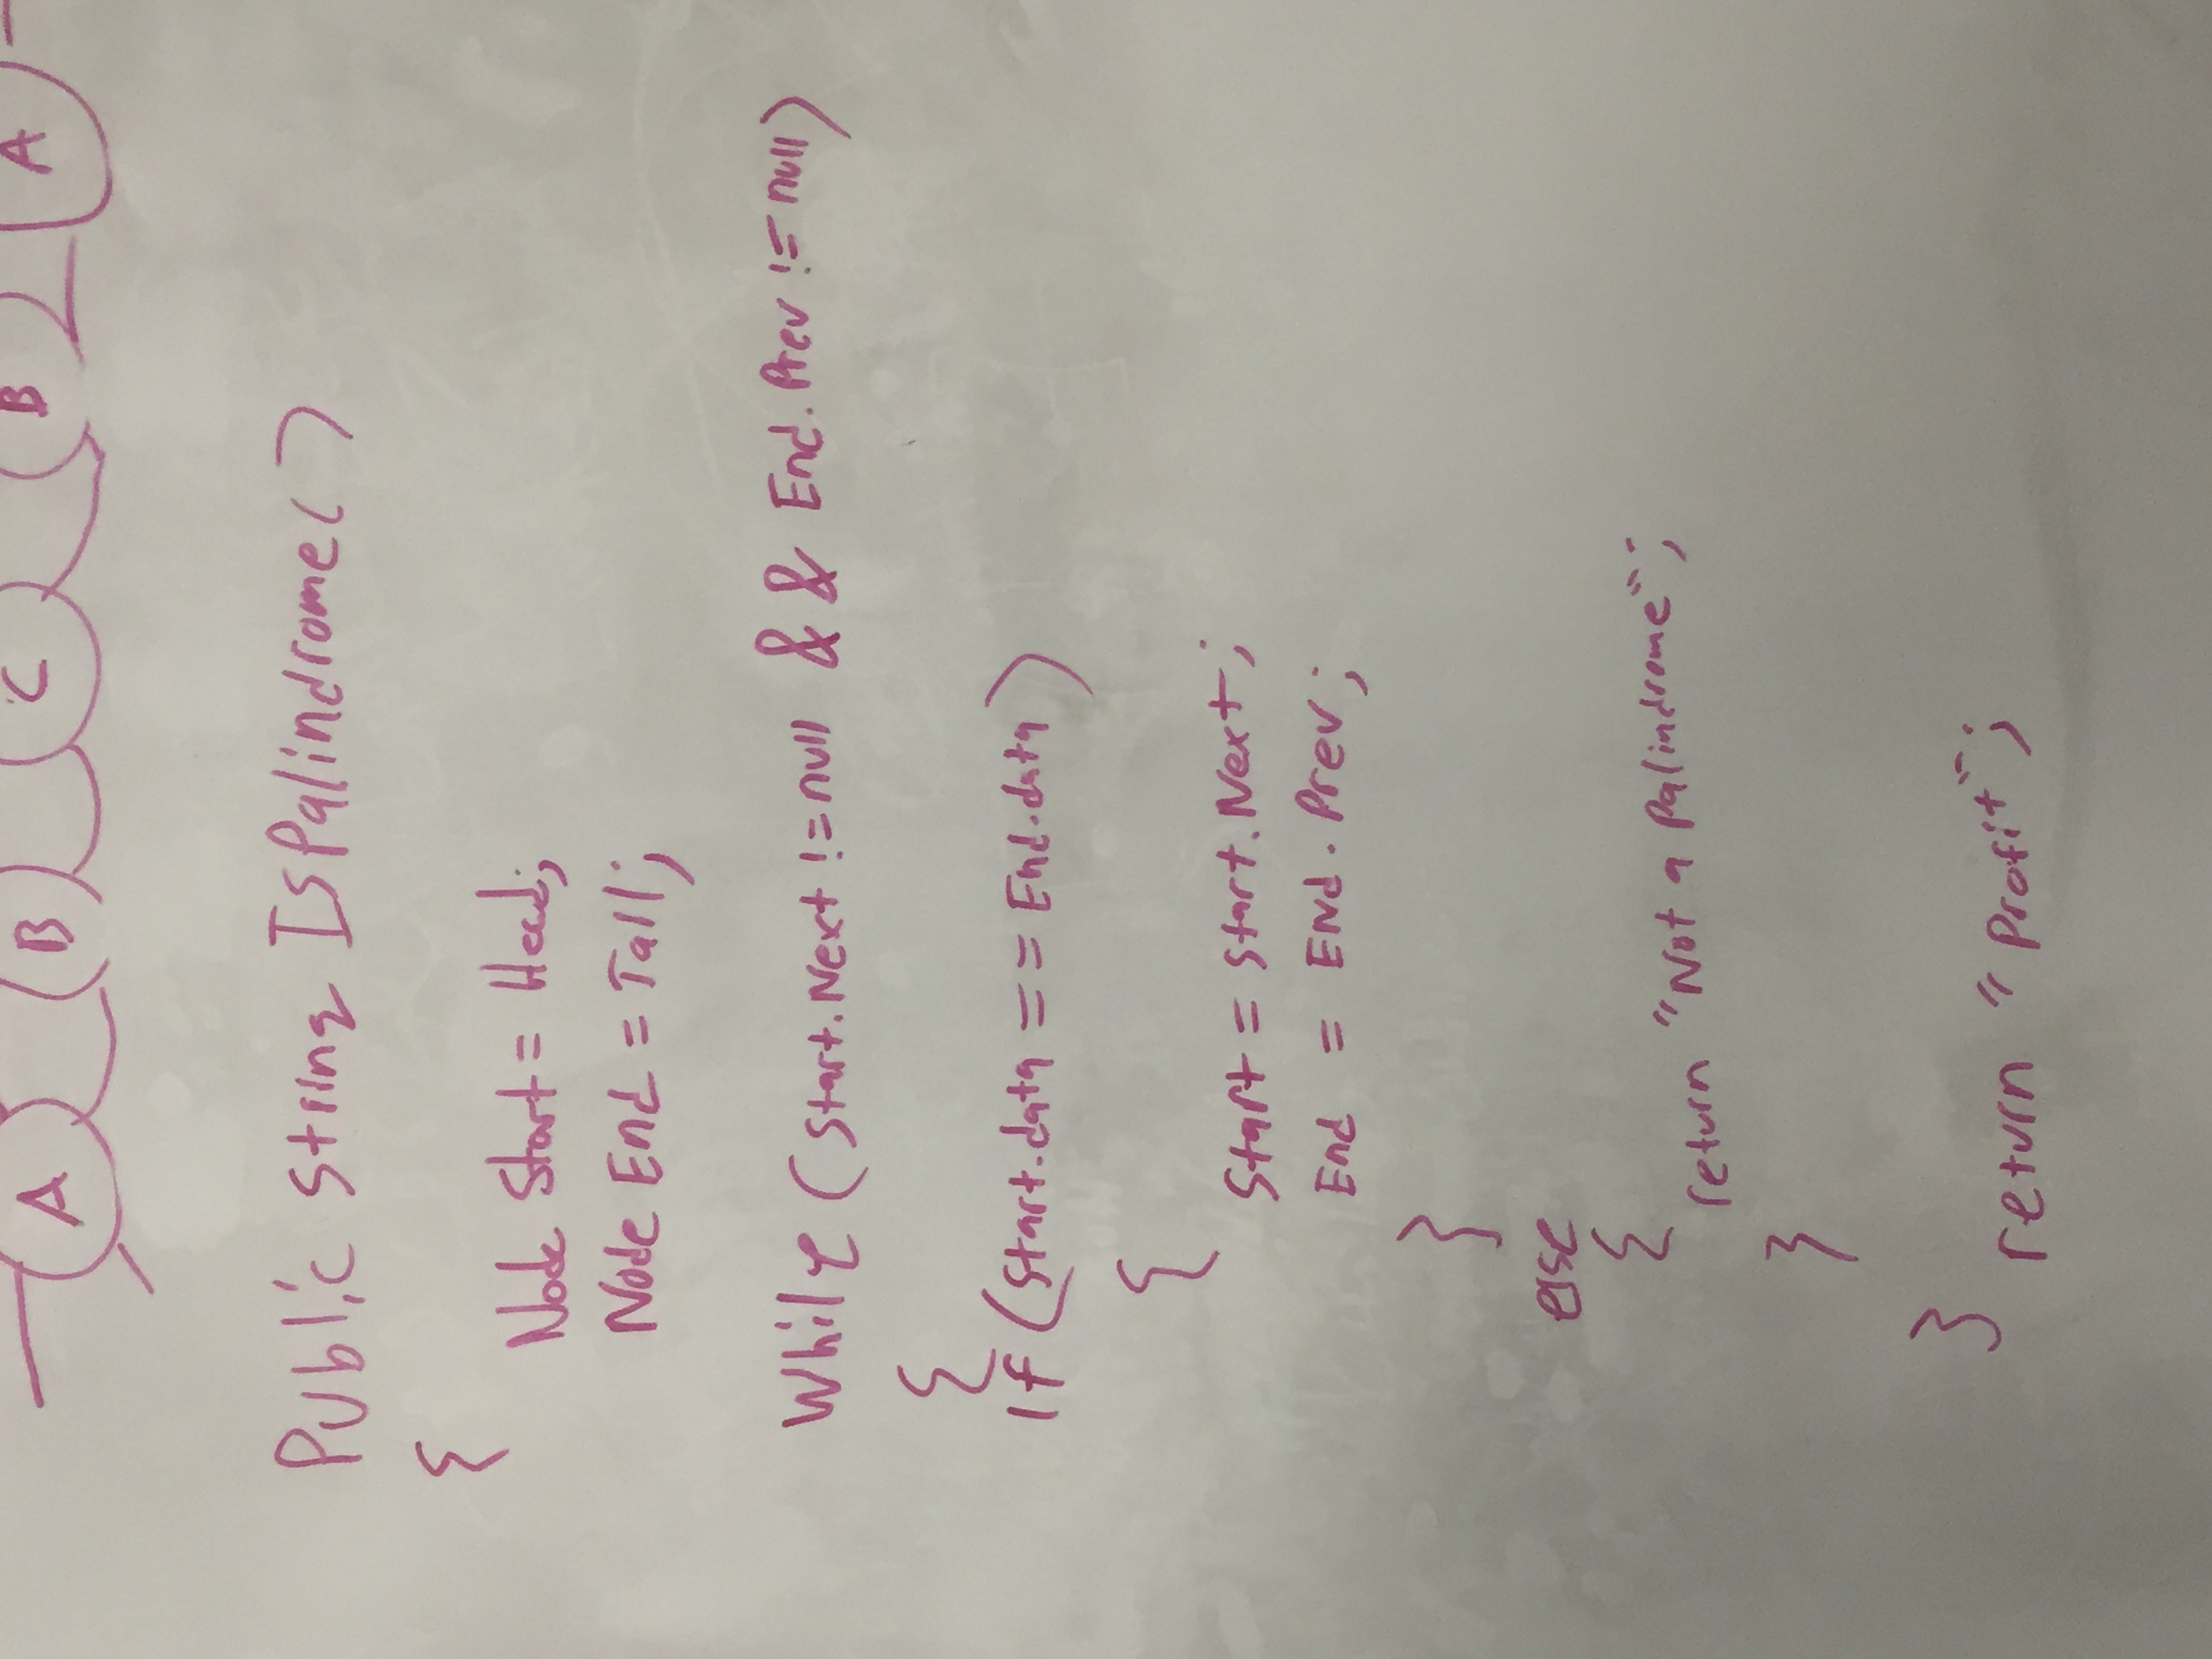 A B C B A
Public string IsPalindrome()
{
Node Start = Head;
Node End = Tail;
While (Start.Next != null && End.Prev != null)
{
If (Start.data == End.data)
{
Start = Start.Next;
End = End.Prev;
}
else
{
return "Not a Palindrome";
}
}
return "Profit";